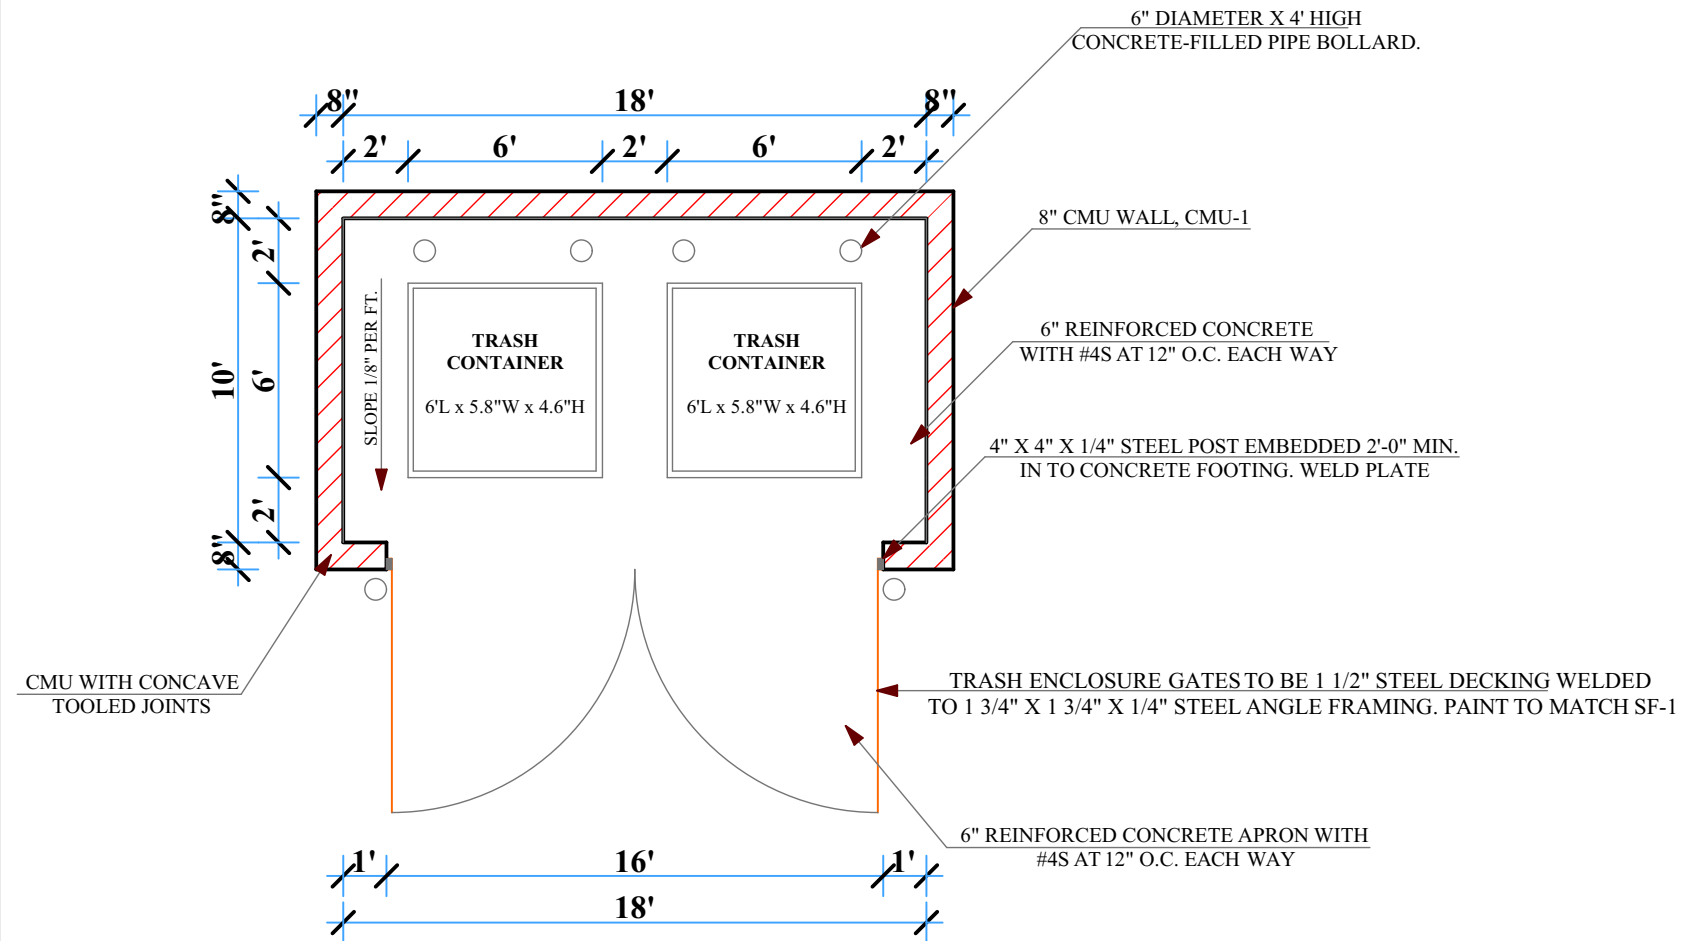 6" DIAMETER X 4' HIGH
CONCRETE-FILLED PIPE BOLLARD.
8" 18' 8"
2' 6' 2' 6' 2'
8"
2'
10'
6'
2'
8"
SLOPE 1/8" PER FT.
TRASH
CONTAINER
6'L x 5.8"W x 4.6"H
TRASH
CONTAINER
6'L x 5.8"W x 4.6"H
8" CMU WALL, CMU-1
6" REINFORCED CONCRETE
WITH #4S AT 12" O.C. EACH WAY
4" X 4" X 1/4" STEEL POST EMBEDDED 2'-0" MIN.
IN TO CONCRETE FOOTING. WELD PLATE
CMU WITH CONCAVE
TOOLED JOINTS
TRASH ENCLOSURE GATES TO BE 1 1/2" STEEL DECKING WELDED
TO 1 3/4" X 1 3/4" X 1/4" STEEL ANGLE FRAMING. PAINT TO MATCH SF-1
6" REINFORCED CONCRETE APRON WITH
#4S AT 12" O.C. EACH WAY
1' 16' 1'
18'